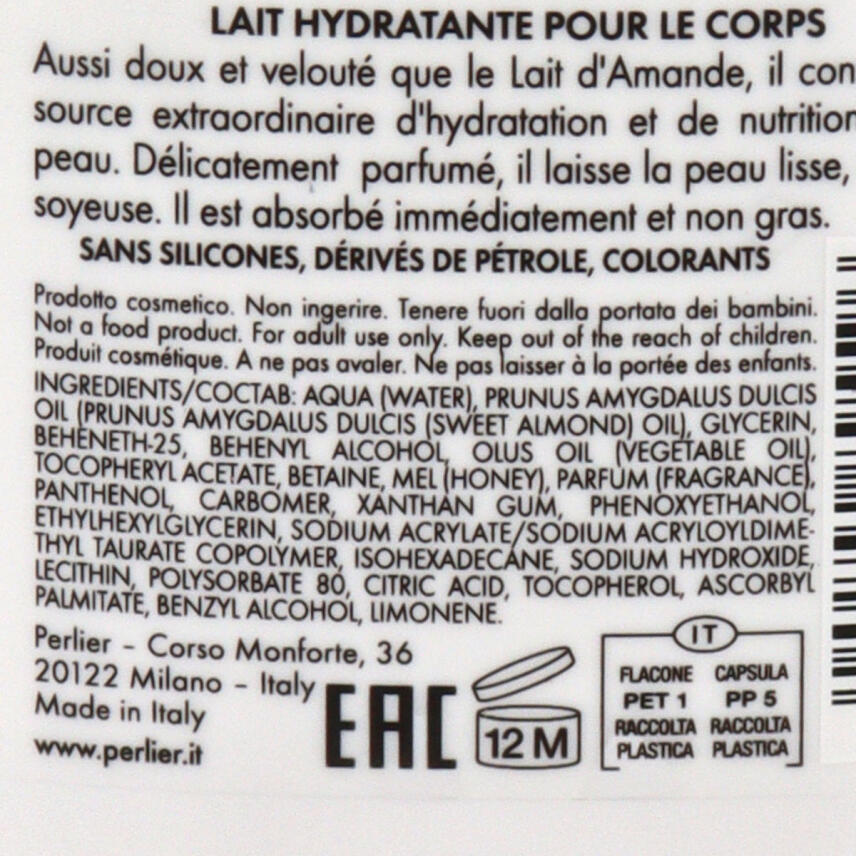 LAIT HYDRATANTE POUR LE CORPS
Aussi doux et velouté que le Lait d'Amande, il con
source extraordinaire d'hydratation et de nutrition
peau. Délicatement parfumé, il laisse la peau lisse,
soyeuse. Il est absorbé immédiatement et non gras.
SANS SILICONES, DÉRIVÉS DE PÉTROLE, COLORANTS
Prodotto cosmetico. Non ingerire. Tenere fuori dalla portata dei bambini.
Not a food product. For adult use only. Keep out of the reach of children.
Produit cosmétique. A ne pas avaler. Ne pas laisser à la portée des enfants.
INGREDIENTS/COCTAB: AQUA (WATER), PRUNUS AMYGDALUS DULCIS
OIL (PRUNUS AMYGDALUS DULCIS (SWEET ALMOND) OIL), GLYCERIN,
BEHENETH-25, BEHENYL ALCOHOL, OLUS OIL (VEGETABLE OIL),
TOCOPHERYL ACETATE, BETAINE, MEL (HONEY), PARFUM (FRAGRANCE),
PANTHENOL, CARBOMER, XANTHAN GUM, PHENOXYETHANOL,
ETHYLHEXYLGLYCERIN, SODIUM ACRYLATE/SODIUM ACRYLOYLDIME-
THYL TAURATE COPOLYMER, ISOHEXADECANE, SODIUM HYDROXIDE,
LECITHIN, POLYSORBATE 80, CITRIC ACID, TOCOPHEROL, ASCORBYL
PALMITATE, BENZYL ALCOHOL, LIMONENE.
Perlier - Corso Monforte, 36
20122 Milano - Italy
Made in Italy
www.perlier.it
EAC
12 M
IT
FLACONE CAPSULA
PET 1 PP 5
RACCOLTA RACCOLTA
PLASTICA PLASTICA